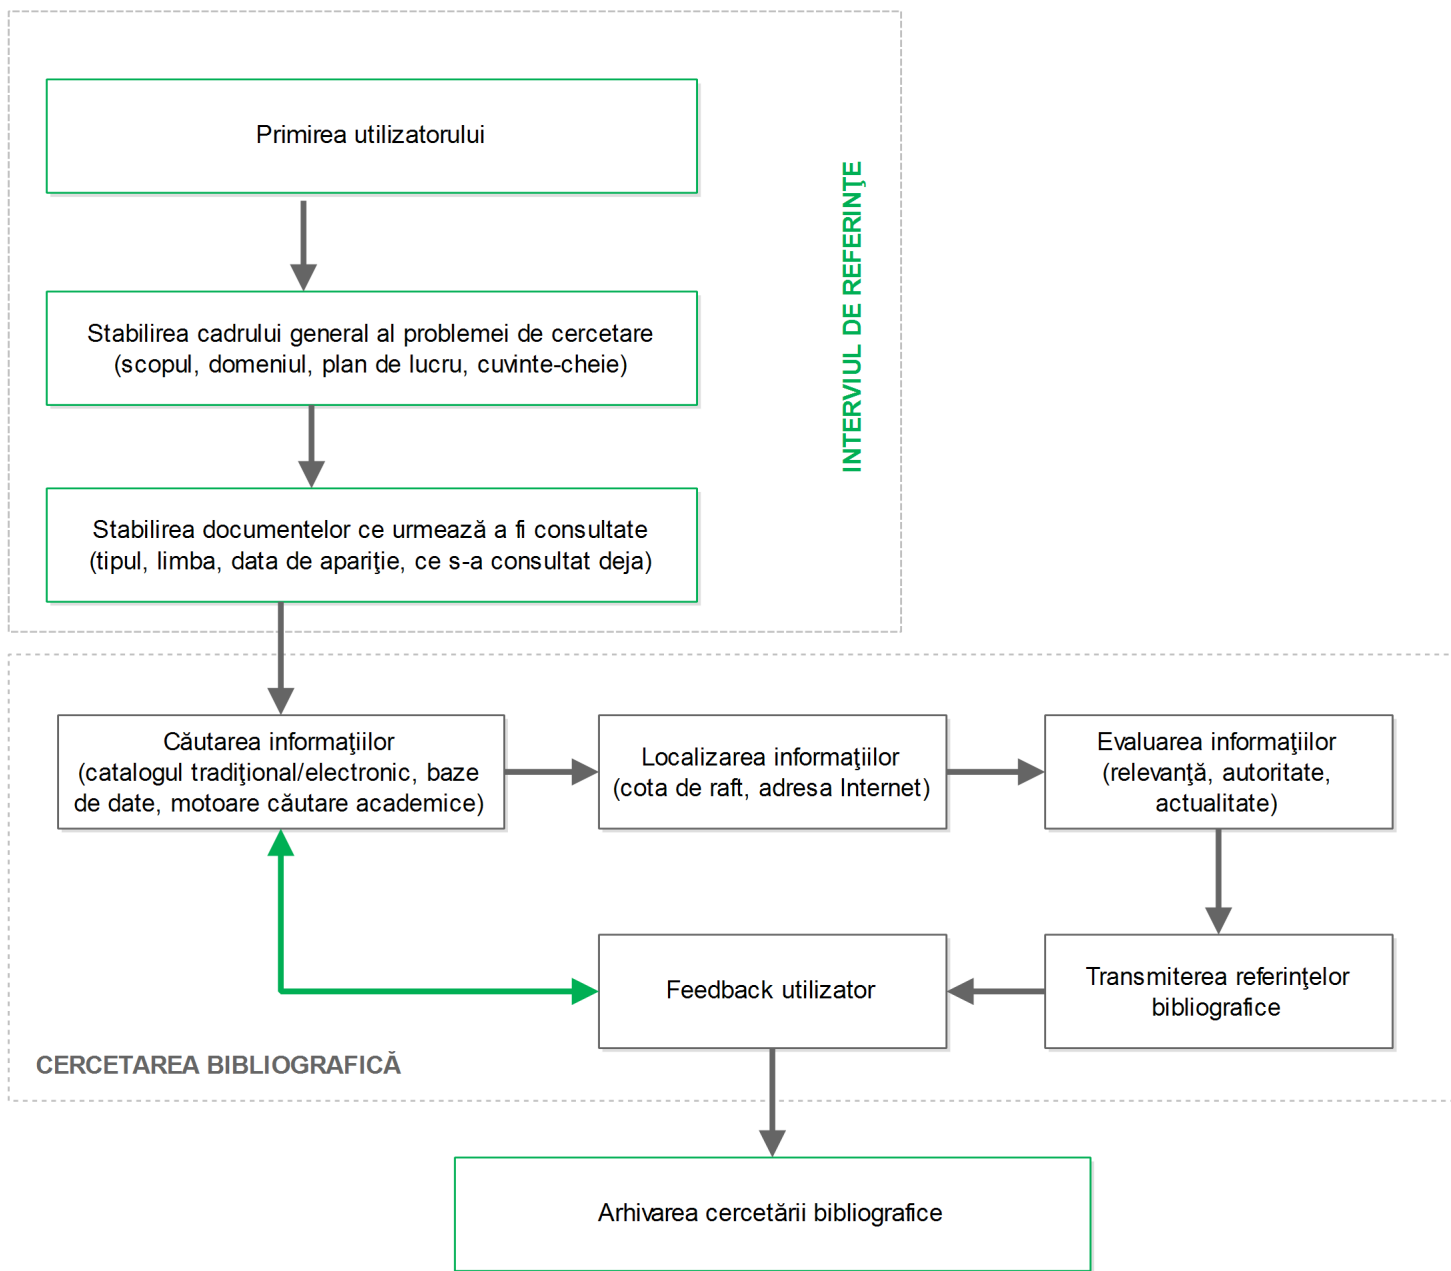 Primirea utilizatorului
INTERVIUL DE REFERINŢE
Stabilirea cadrului general al problemei de cercetare
(scopul, domeniul, plan de lucru, cuvinte-cheie)
Stabilirea documentelor ce urmează a fi consultate
(tipul, limba, data de apariţie, ce s-a consultat deja)
Căutarea informaţiilor
(catalogul tradiţional/electronic, baze
de date, motoare căutare academice)
Localizarea informaţiilor
(cota de raft, adresa Internet)
Evaluarea informaţiilor
(relevanţă, autoritate,
actualitate)
Transmiterea referinţelor
bibliografice
Feedback utilizator
CERCETAREA BIBLIOGRAFICĂ
Arhivarea cercetării bibliografice